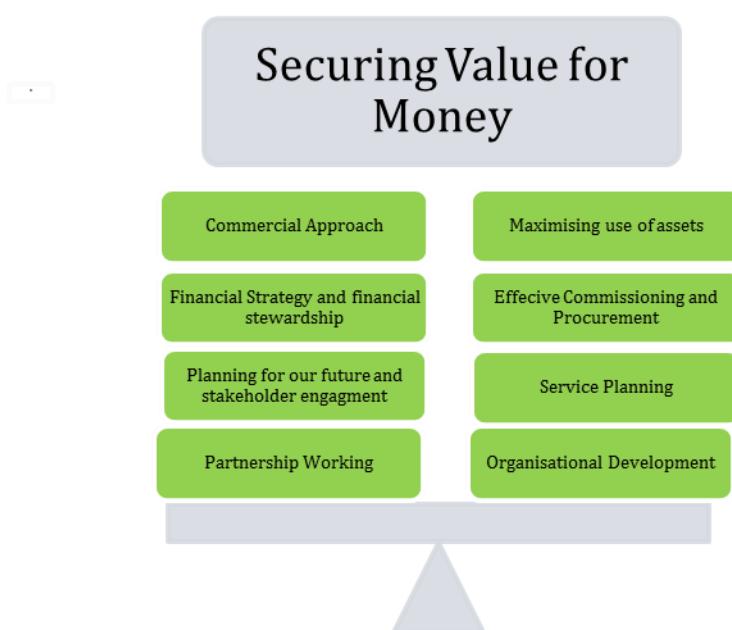 Securing Value for
Money
Commercial Approach
Maximising use of assets
Financial Strategy and financial
stewardship
Effecive Commissioning and
Procurement
Planning for our future and
stakeholder engagment
Service Planning
Partnership Working
Organisational Development